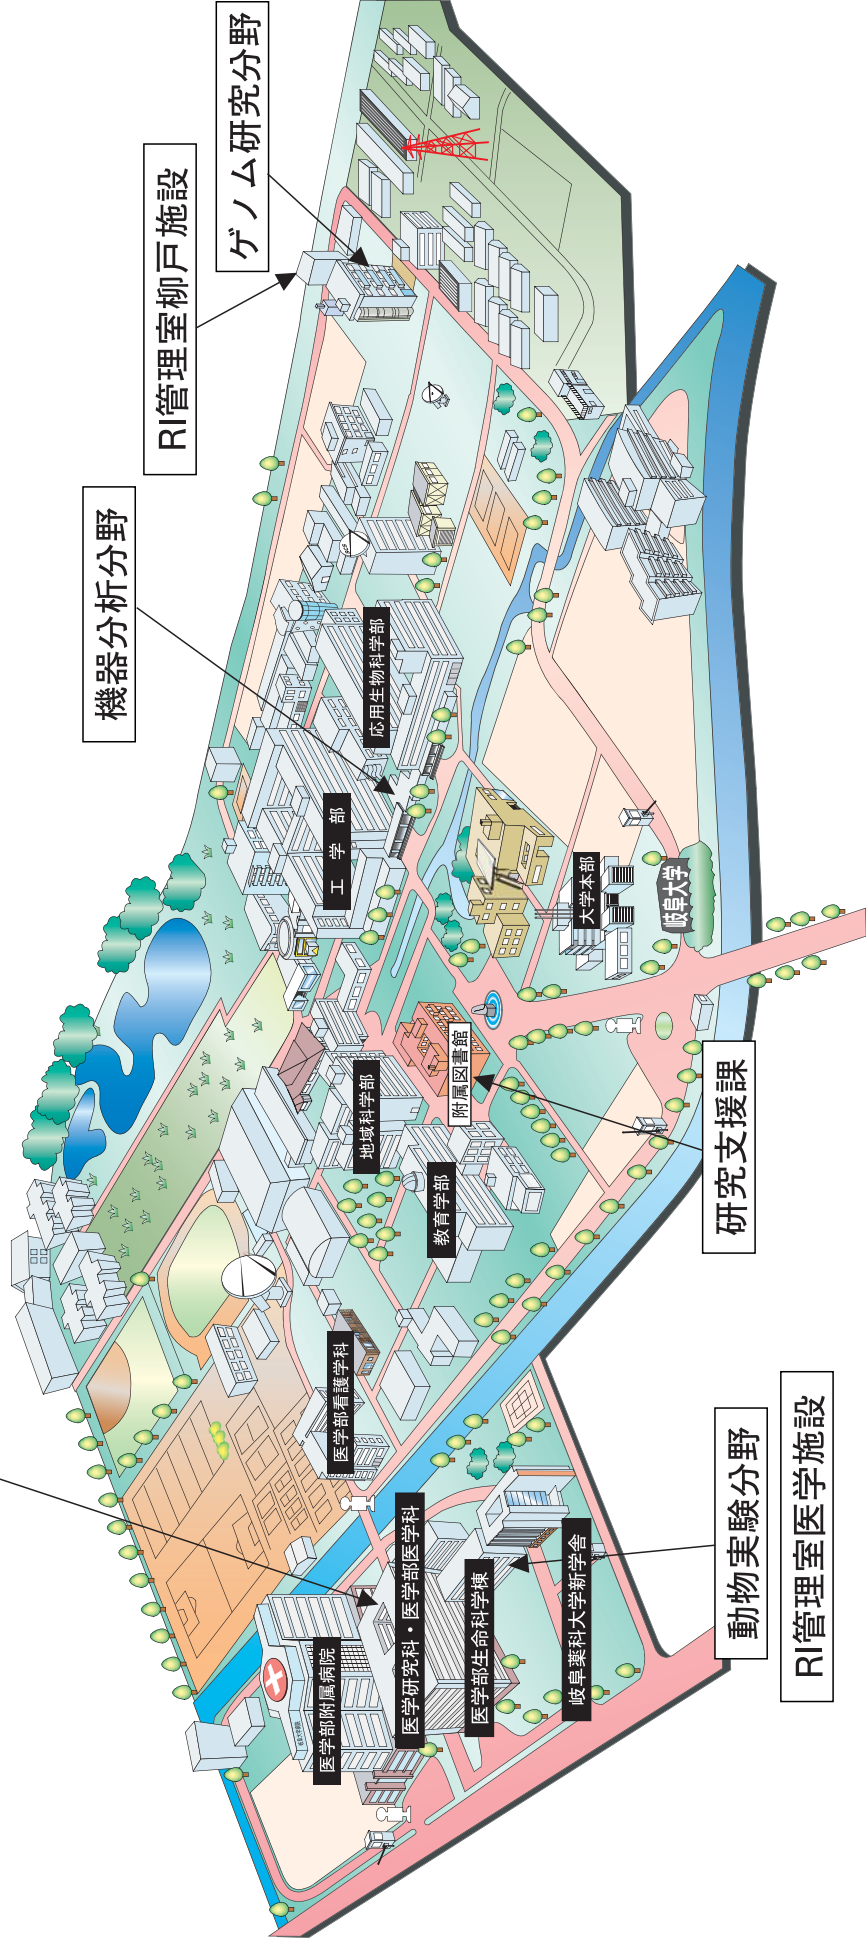 ゲノム研究分野
RI管理室柳戸施設
機器分析分野
応用生物科学部
工学部
大学本部
岐阜大学
附属図書館
地域科学部
教育学部
研究支援課
医学部看護学科
医学研究科・医学部医学科
医学部生命科学棟
岐阜薬科大学新学舎
医学部附属病院
動物実験分野
RI管理室医学施設